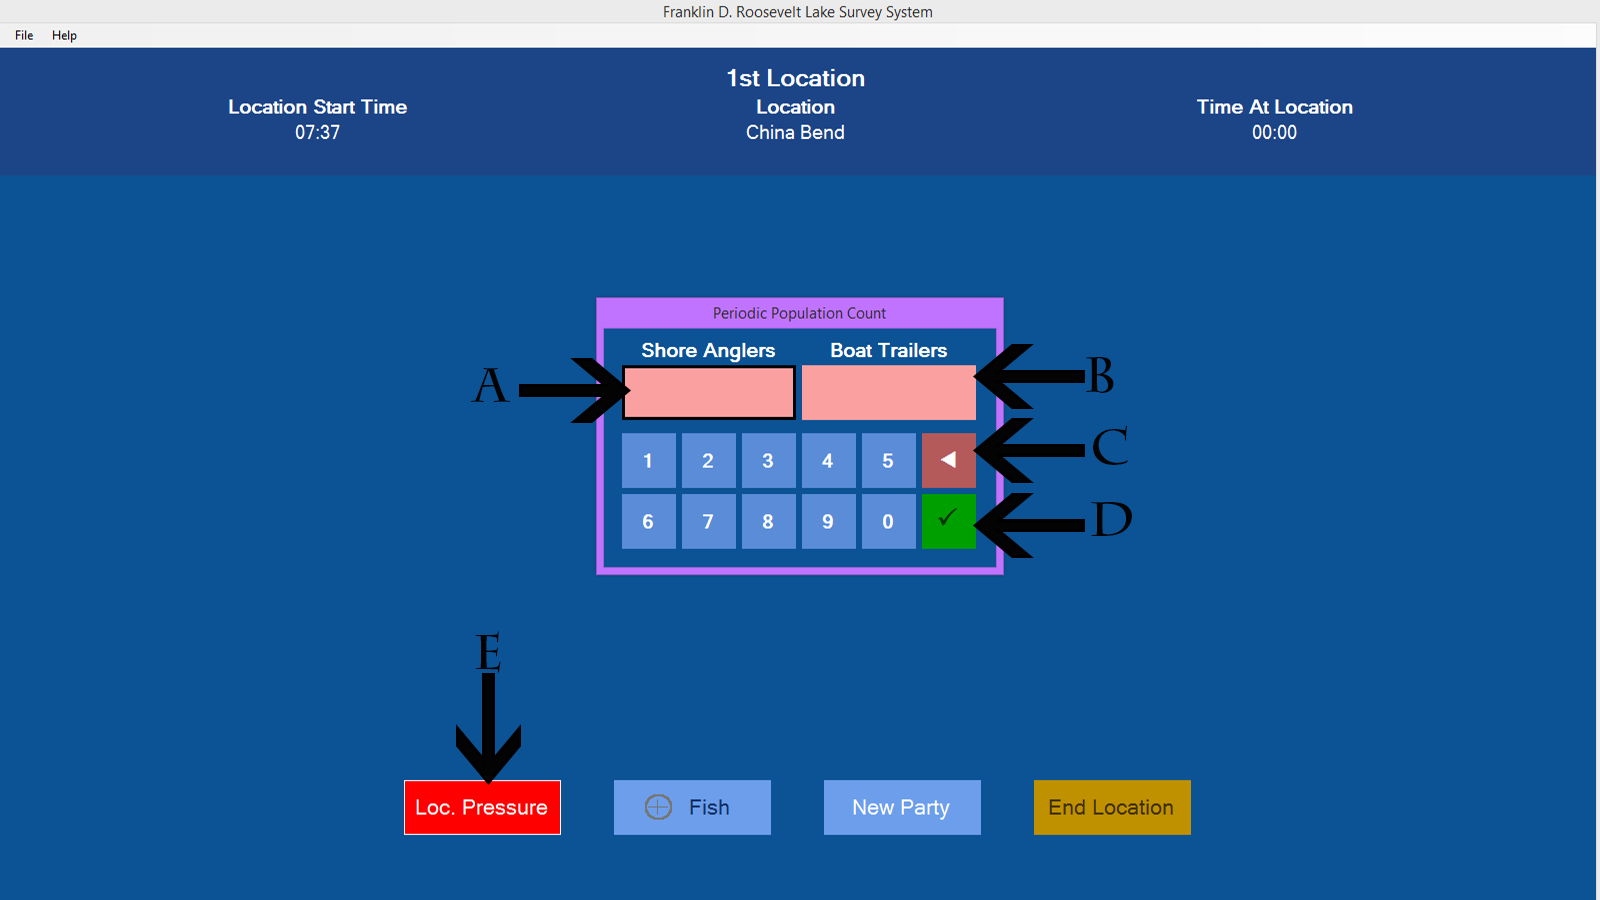 Franklin D. Roosevelt Lake Survey System
File Help
1st Location
Location Start Time Location Time At Location
07:37 China Bend 00:00
Periodic Population Count
Shore Anglers Boat Trailers
A B
C
1 2 3 4 5
6 7 8 9 0
D
E
Loc. Pressure Fish New Party End Location